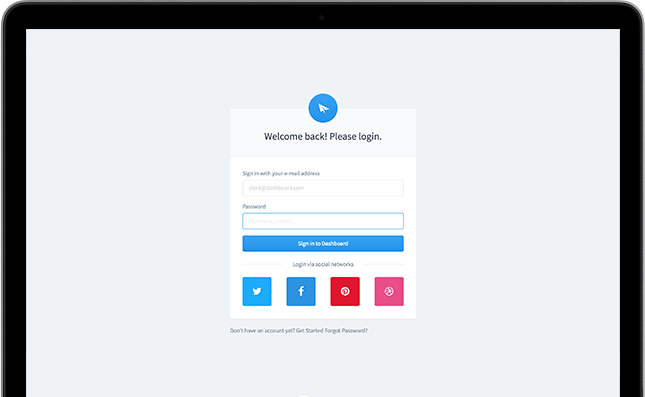 Welcome back! Please login.
Sign in with your e-mail address
clark@dashboard.com
Password
Sign in to Dashboard
Login via social networks
Don't have an account yet? Get Started Forgot Password?